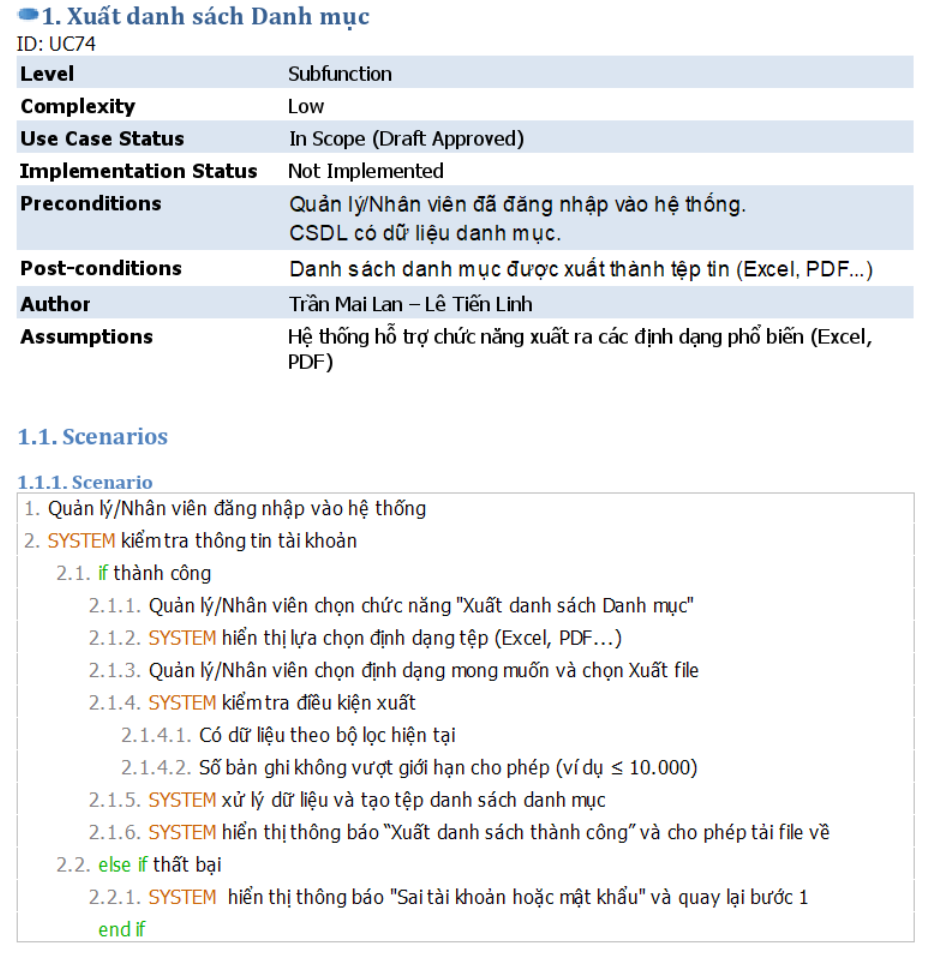 1. Xuất danh sách Danh mục
ID: UC74
Level Subfunction
Complexity Low
Use Case Status In Scope (Draft Approved)
Implementation Status Not Implemented
Preconditions Quản lý/Nhân viên đã đăng nhập vào hệ thống.
CSDL có dữ liệu danh mục.
Post-conditions Danh sách danh mục được xuất thành tệp tin (Excel, PDF...)
Author Trần Mai Lan – Lê Tiến Linh
Assumptions Hệ thống hỗ trợ chức năng xuất ra các định dạng phổ biến (Excel,
PDF)
1.1. Scenarios
1.1.1. Scenario
1. Quản lý/Nhân viên đăng nhập vào hệ thống
2. SYSTEM kiểm tra thông tin tài khoản
2.1. if thành công
2.1.1. Quản lý/Nhân viên chọn chức năng "Xuất danh sách Danh mục"
2.1.2. SYSTEM hiển thị lựa chọn định dạng tệp (Excel, PDF...)
2.1.3. Quản lý/Nhân viên chọn định dạng mong muốn và chọn Xuất file
2.1.4. SYSTEM kiểm tra điều kiện xuất
2.1.4.1. Có dữ liệu theo bộ lọc hiện tại
2.1.4.2. Số bản ghi không vượt giới hạn cho phép (ví dụ ≤ 10.000)
2.1.5. SYSTEM xử lý dữ liệu và tạo tệp danh sách danh mục
2.1.6. SYSTEM hiển thị thông báo “Xuất danh sách thành công” và cho phép tải file về
2.2. else if thất bại
2.2.1. SYSTEM hiển thị thông báo "Sai tài khoản hoặc mật khẩu" và quay lại bước 1
end if